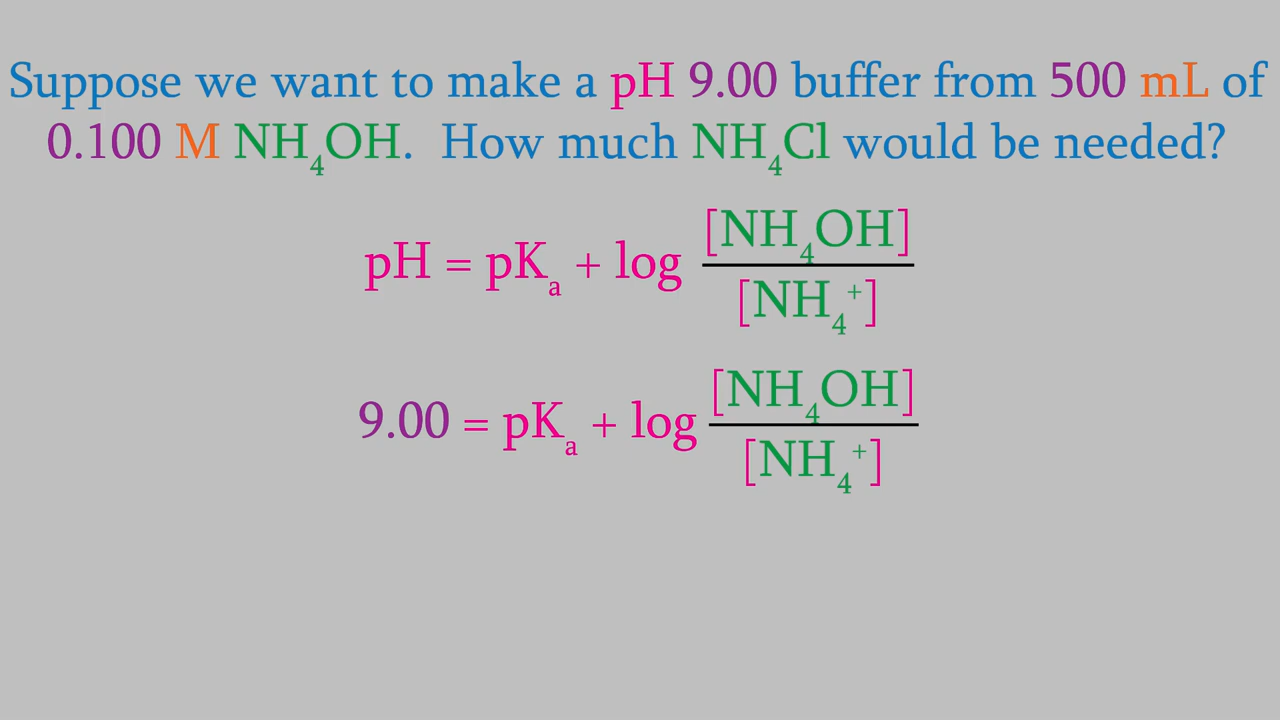 Suppose we want to make a pH 9.00 buffer from 500 mL of
0.100 M NH₄OH. How much NH₄Cl would be needed?
pH = pKₐ + log [NH₄OH] / [NH₄⁺]
9.00 = pKₐ + log [NH₄OH] / [NH₄⁺]